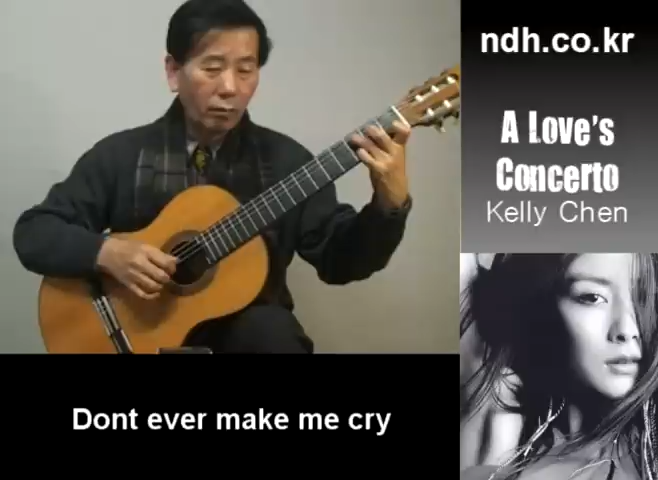 ndh.co.kr
A Love's
Concerto
Kelly Chen
Dont ever make me cry